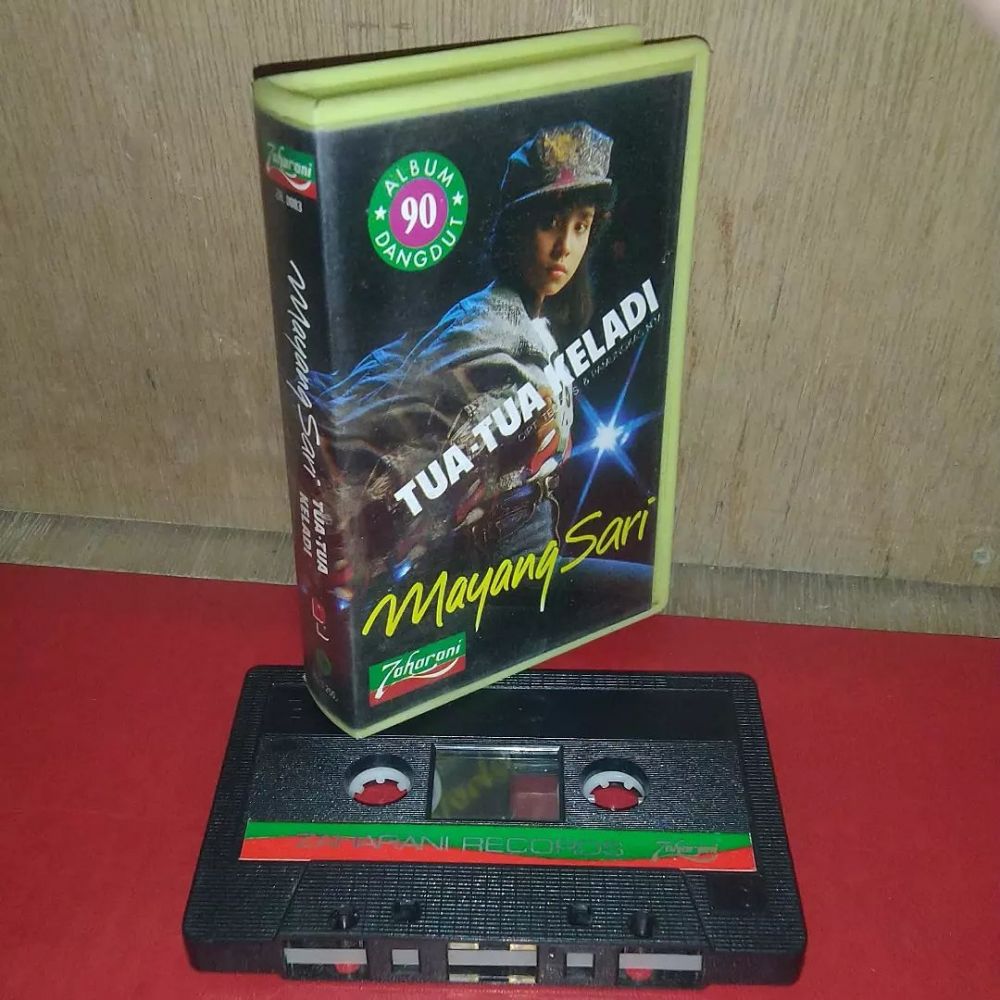 Zaharani
Mayang Sari
TUA-TUA
KELADI
ALBUM
90
DANGDUT
TUA-TUA KELADI
Mayang Sari
Zaharani
ZAHARANI RECORDS
Zaharani